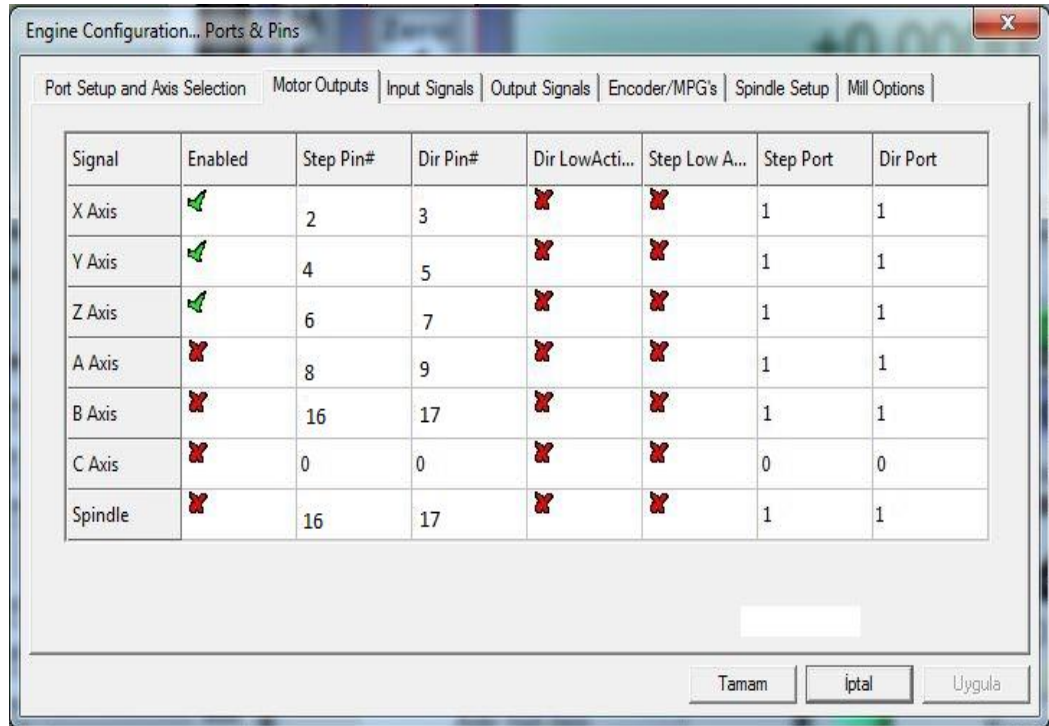 Engine Configuration... Ports & Pins
Port Setup and Axis Selection Motor Outputs Input Signals Output Signals Encoder/MPG's Spindle Setup Mill Options
Signal Enabled Step Pin# Dir Pin# Dir LowActi... Step Low A... Step Port Dir Port
X Axis 2 3 1 1
Y Axis 4 5 1 1
Z Axis 6 7 1 1
A Axis 8 9 1 1
B Axis 16 17 1 1
C Axis 0 0 0 0
Spindle 16 17 1 1
Tamam İptal Uygula